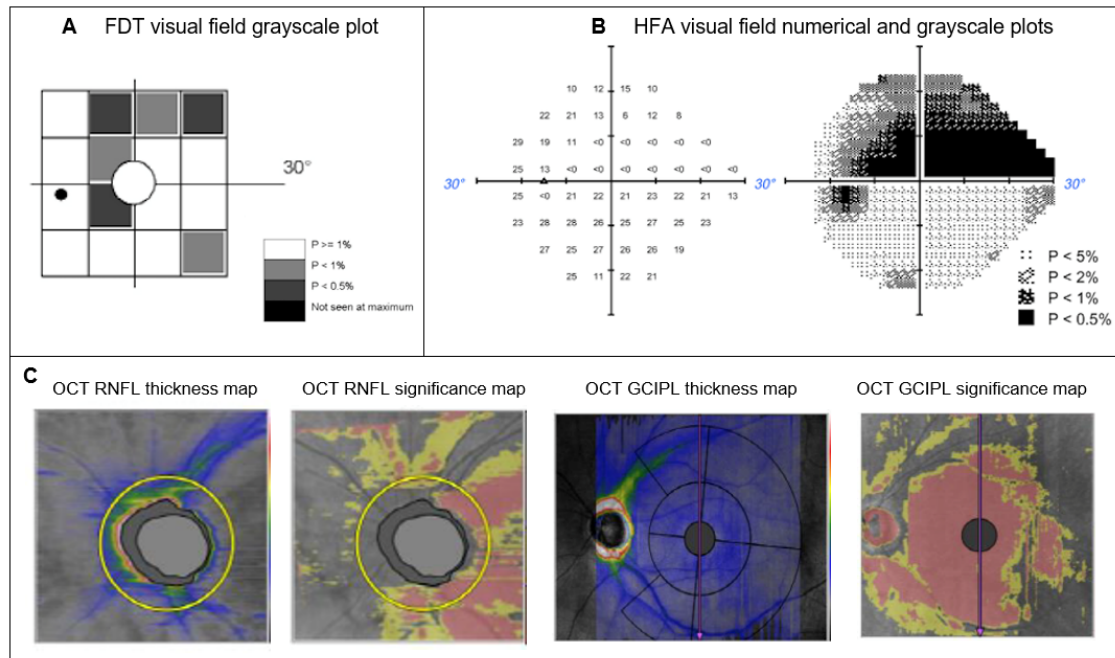 A FDT visual field grayscale plot
30°
P >= 1%
P < 1%
P < 0.5%
Not seen at maximum
B HFA visual field numerical and grayscale plots
10 12 15 10
22 21 13 6 12 8
29 19 11 <0 <0 <0 <0 <0
25 13 <0 <0 <0 <0 <0 <0 <0
30° 30° 30°
25 <0 21 22 21 23 22 21 13
23 28 28 26 25 27 25 23
27 25 27 26 26 19
25 11 22 21
P < 5%
P < 2%
P < 1%
P < 0.5%
C
OCT RNFL thickness map OCT RNFL significance map OCT GCIPL thickness map OCT GCIPL significance map